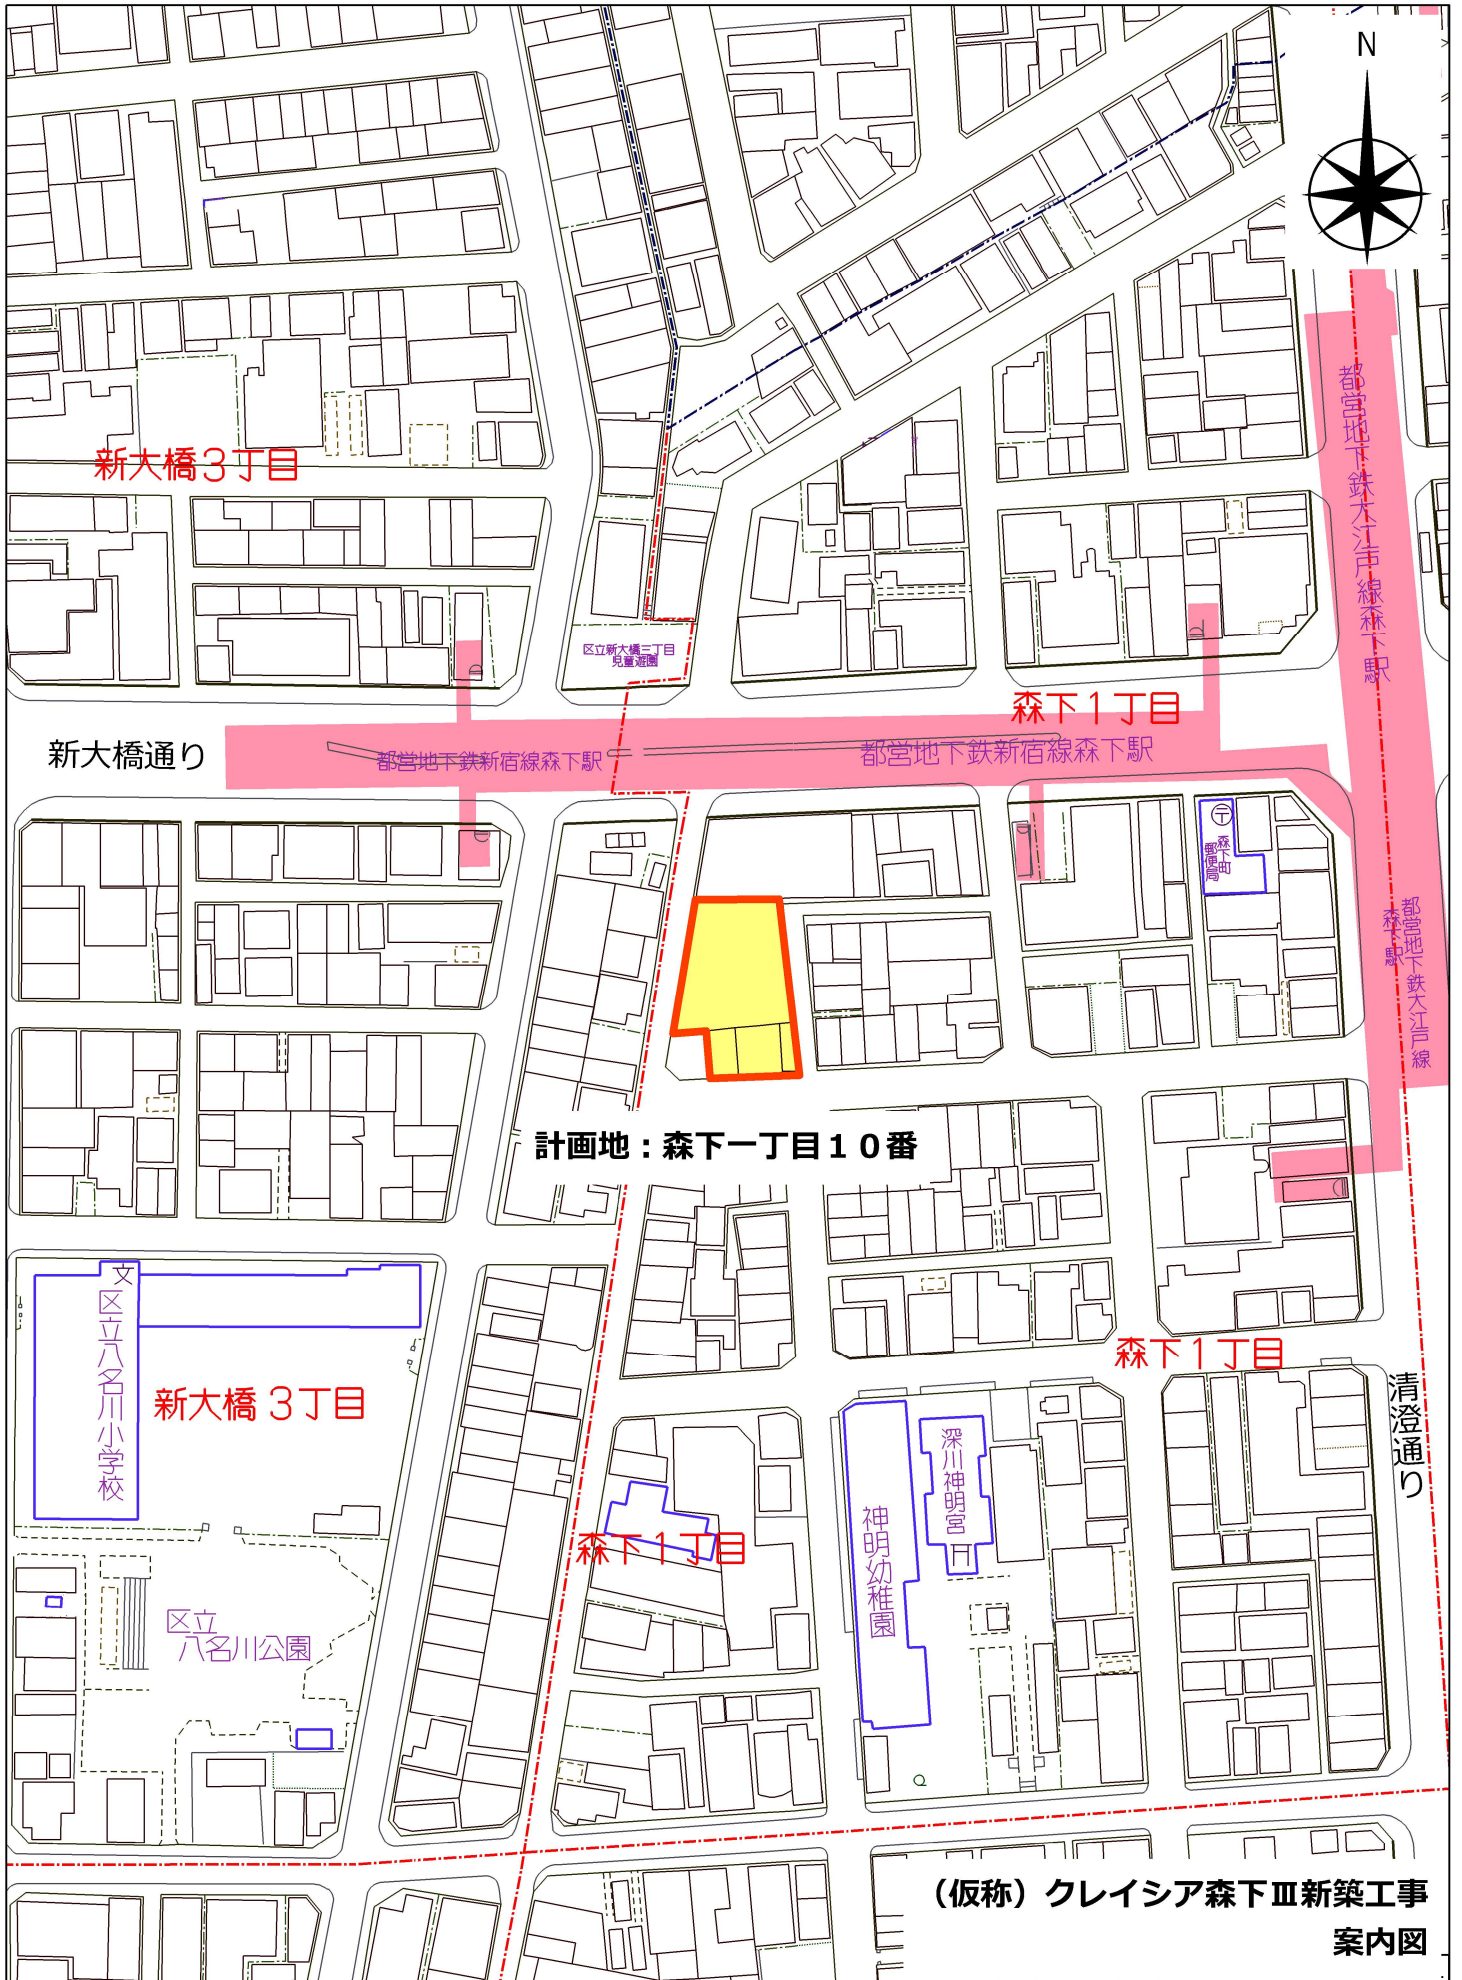 N
都営地下鉄大江戸線森下駅
新大橋3丁目
区立新大橋三丁目
児童遊園
森下1丁目
新大橋通り
都営地下鉄新宿線森下駅
都営地下鉄新宿線森下駅
〒
森下町
郵便局
都営地下鉄大江戸線
森下駅
計画地：森下一丁目１０番
文
区立八名川小学校
新大橋 3丁目
森下1丁目
清澄通り
深川神明宮
神明幼稚園
森下1丁目
区立
八名川公園
（仮称）クレイシア森下Ⅲ新築工事
案内図